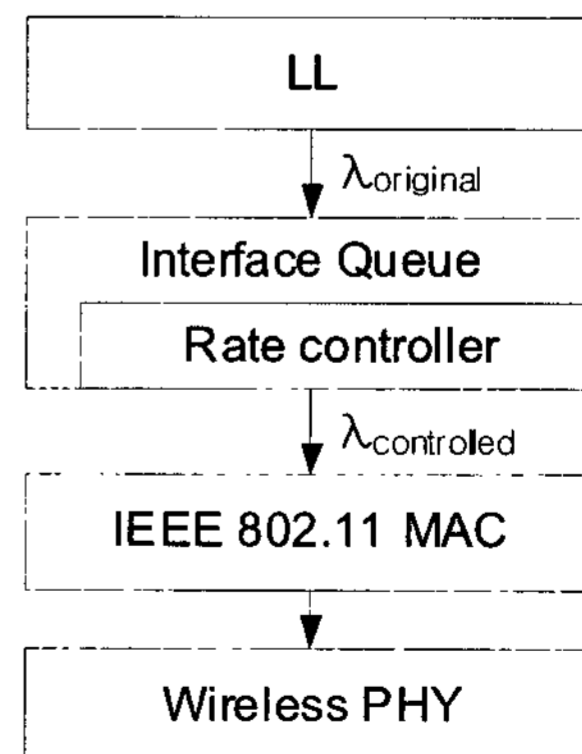 LL
λoriginal
Interface Queue
Rate controller
λcontroled
IEEE 802.11 MAC
Wireless PHY